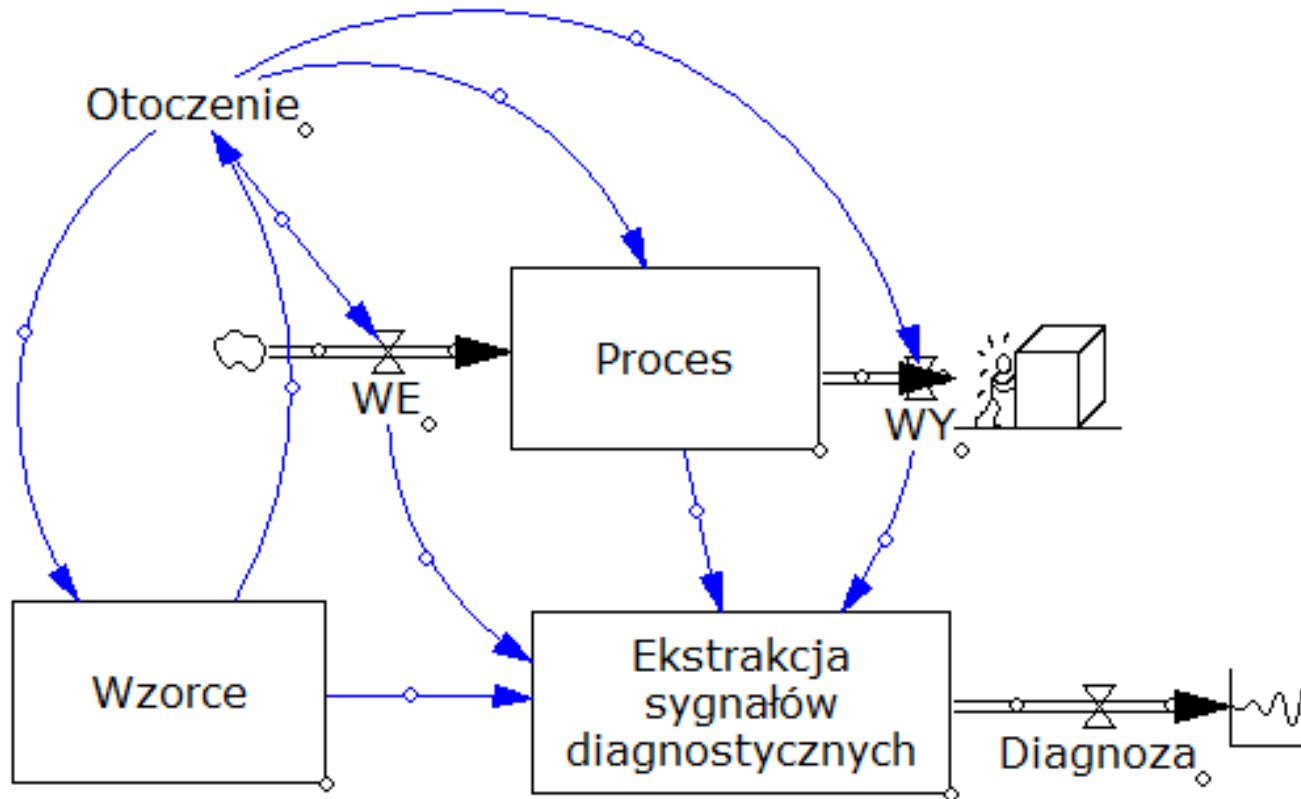 Otoczenie
Proces
WE
WY
Wzorce
Ekstrakcja
sygnałów
diagnostycznych
Diagnoza